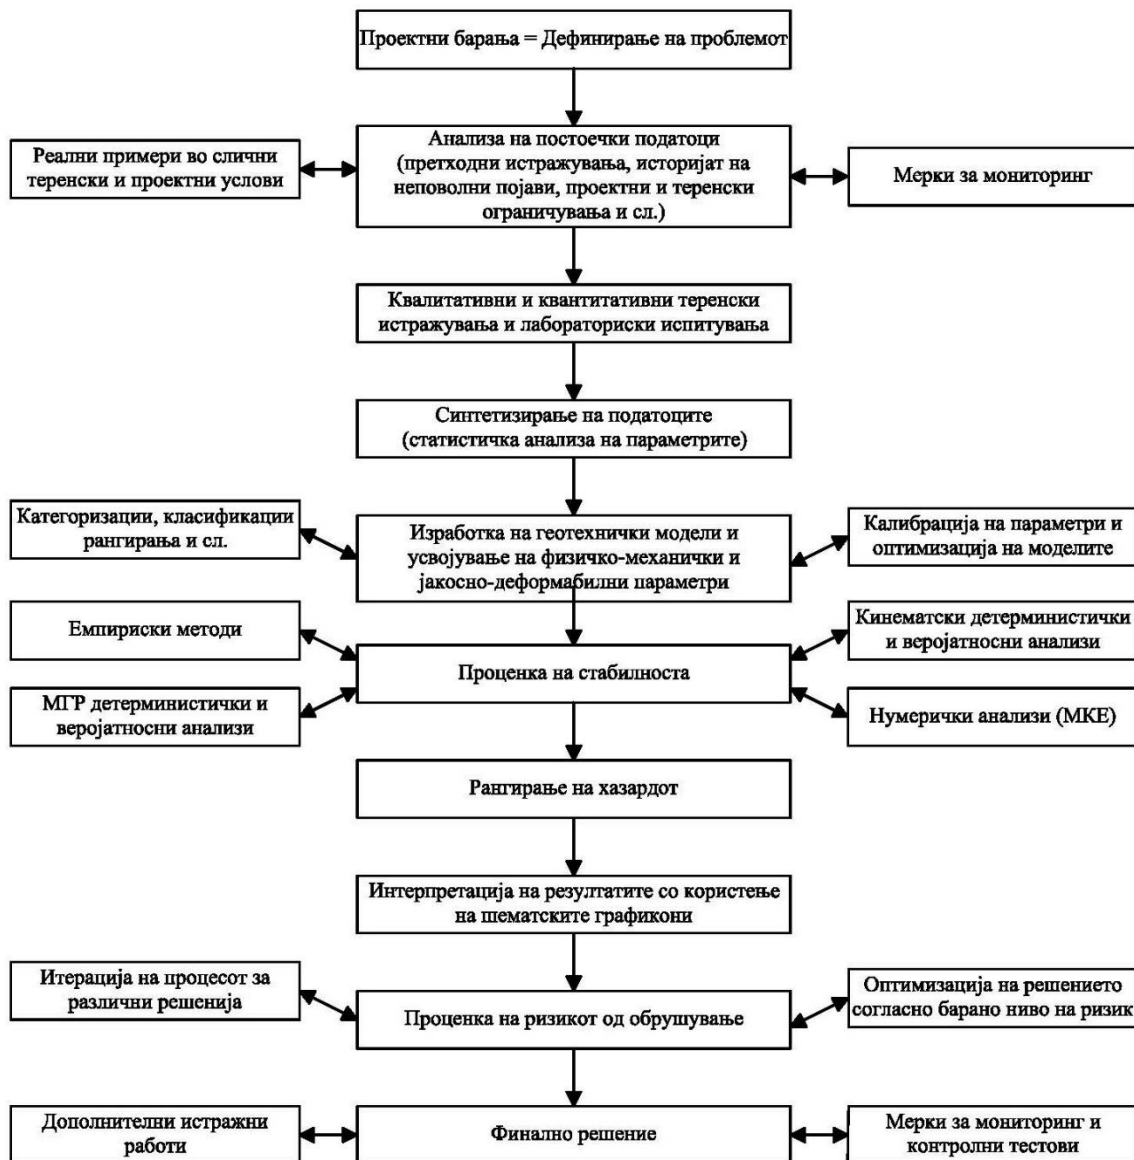 Проектни барања = Дефинирање на проблемот
Реални примери во слични
теренски и проектни услови
Анализа на постоечки податоци
(претходни истражувања, историјат на
неповолни појави, проектни и теренски
ограничувања и сл.)
Мерки за мониторинг
Квалитативни и квантитативни теренски
истражувања и лабораториски испитувања
Синтетизирање на податоците
(статистичка анализа на параметрите)
Категоризации, класификации
рангирања и сл.
Изработка на геотехнички модели и
усвојување на физичко-механички и
јакосно-деформабилни параметри
Калибрација на параметри и
оптимизација на моделите
Емпириски методи
Кинематски детерминистички
и веројатносни анализи
Проценка на стабилноста
МГР детерминистички и
веројатносни анализи
Нумерички анализи (МКЕ)
Рангирање на хазардот
Интерпретација на резултатите со користење
на шематските графикони
Итерација на процесот за
различни решенија
Проценка на ризикот од обрушување
Оптимизација на решението
согласно барано ниво на ризик
Дополнителни истражни
работи
Финално решение
Мерки за мониторинг и
контролни тестови